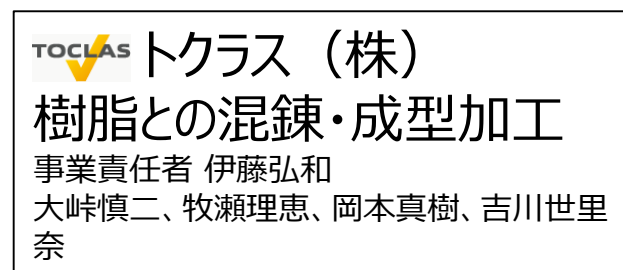 TOCLAS トクラス（株）
樹脂との混錬・成型加工
事業責任者 伊藤弘和
大峠慎二、牧瀬理恵、岡本真樹、吉川世里
奈